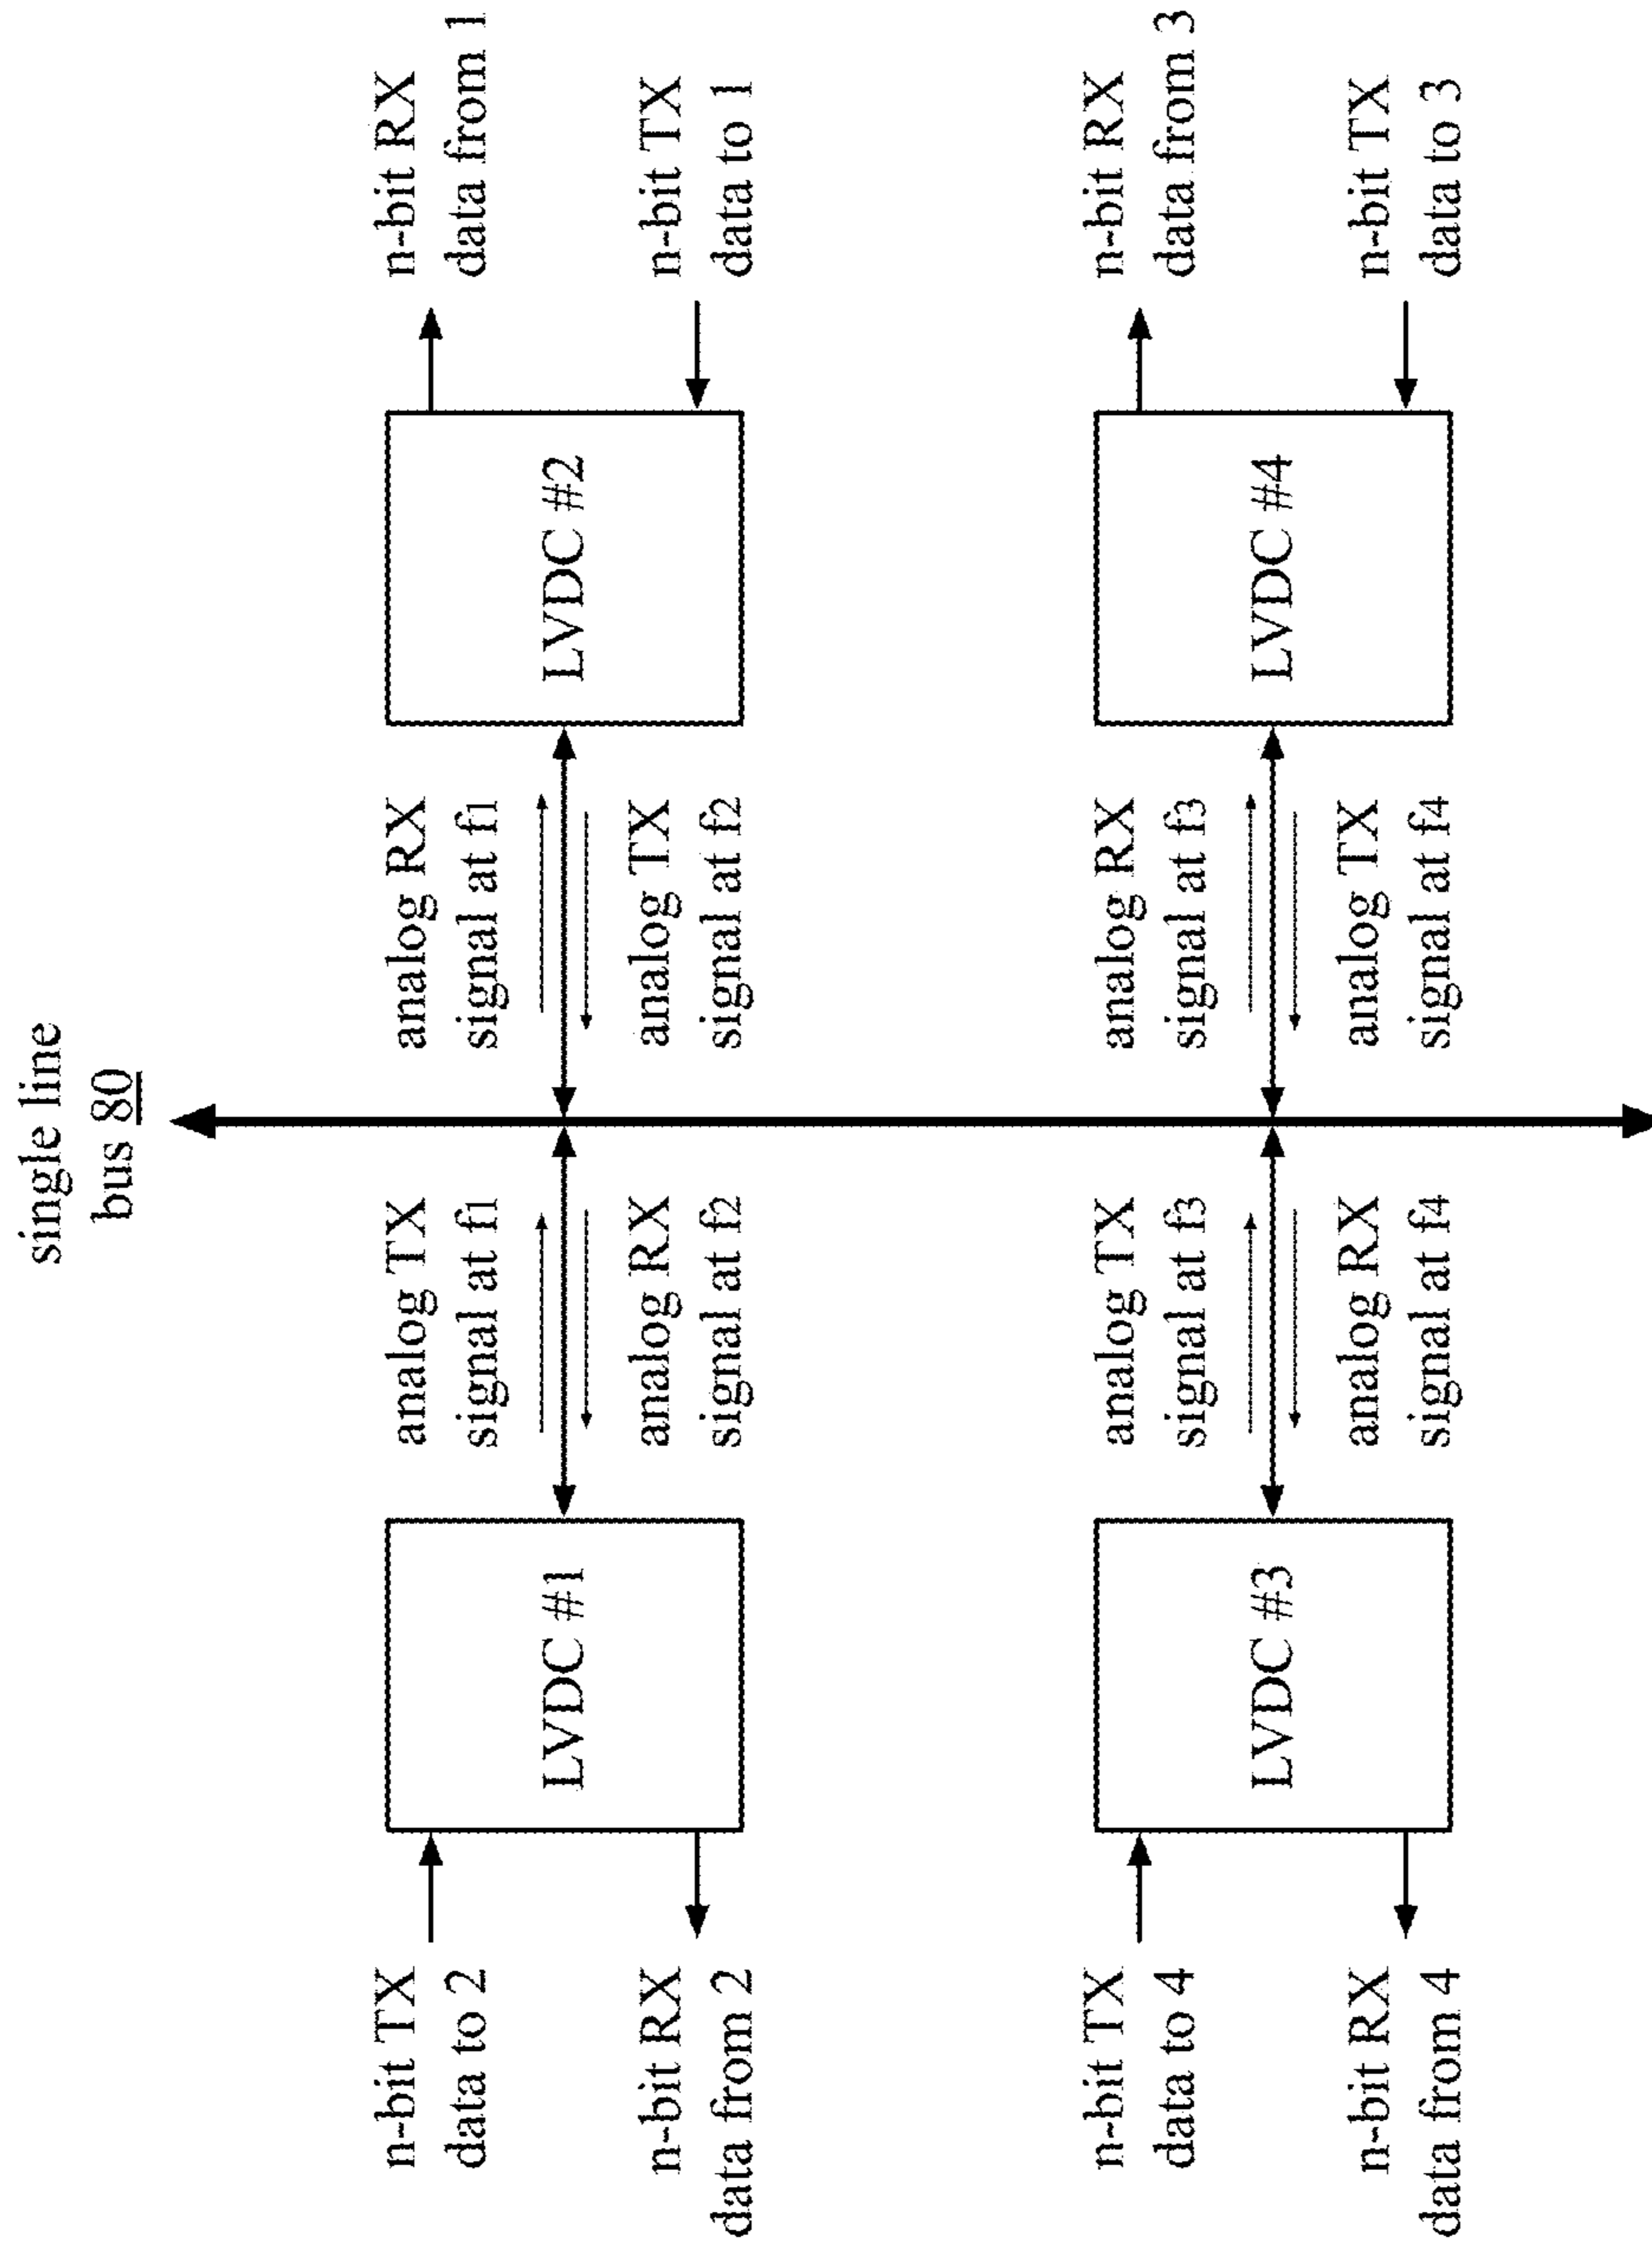 single line
bus 80
n-bit TX
data to 2
n-bit RX
data from 2
LVDC #1
analog TX
signal at f1
analog RX
signal at f2
analog RX
signal at f1
analog TX
signal at f2
LVDC #2
n-bit RX
data from 1
n-bit TX
data to 1
n-bit TX
data to 4
n-bit RX
data from 4
LVDC #3
analog TX
signal at f3
analog RX
signal at f4
analog RX
signal at f3
analog TX
signal at f4
LVDC #4
n-bit RX
data from 3
n-bit TX
data to 3